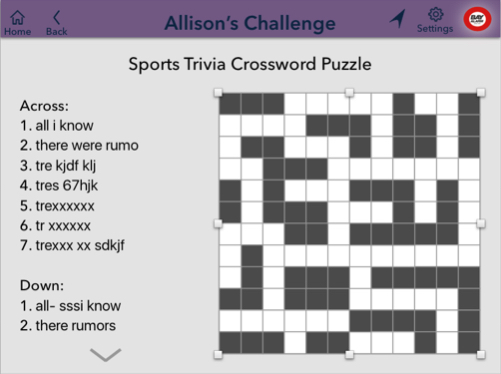 Allison's Challenge
Home
Back
Settings
BAY
Sports Trivia Crossword Puzzle
Across:
1. all i know
2. there were rumo
3. tre kjdf klj
4. tres 67hjk
5. trexxxxxx
6. tr xxxxxx
7. trexxx xx sdkjf
Down:
1. all- sssi know
2. there rumors